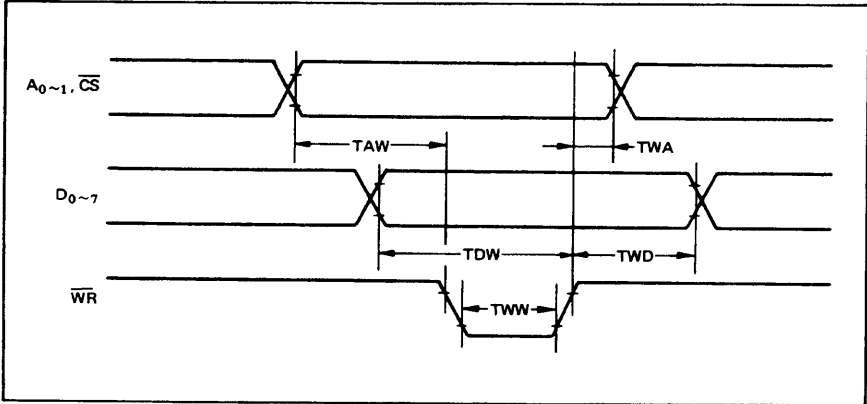 A0~1, CS
TAW
TWA
D0~7
TDW
TWD
WR
TWW